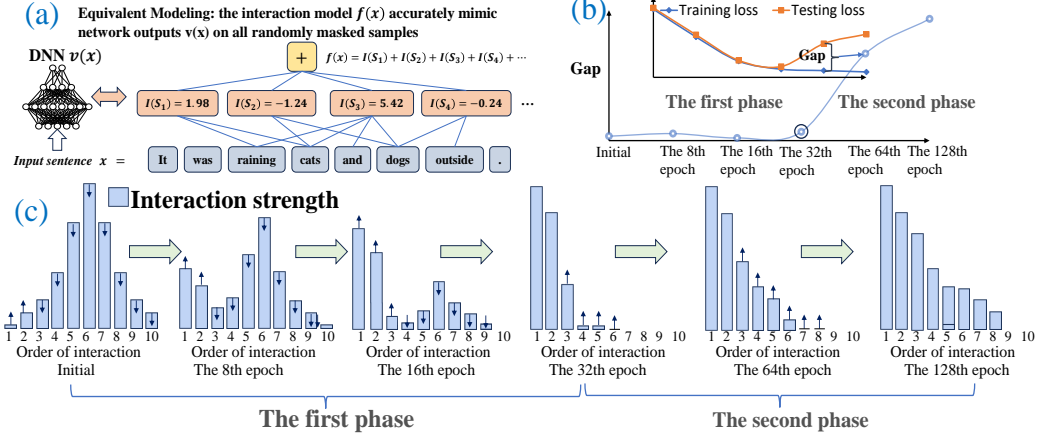 (a)
Equivalent Modeling: the interaction model f(x) accurately mimic
network outputs v(x) on all randomly masked samples
DNN v(x)
+
f(x) = I(S₁) + I(S₂) + I(S₃) + I(S₄) + ⋯
I(S₁) = 1.98
I(S₂) = −1.24
I(S₃) = 5.42
I(S₄) = −0.24
...
Input sentence x =
It
was
raining
cats
and
dogs
outside
.
(b)
Training loss
Testing loss
Gap
Gap
The first phase
The second phase
Initial
The 8th
epoch
The 16th
epoch
The 32th
epoch
The 64th
epoch
The 128th
epoch
(c)
Interaction strength
1 2 3 4 5 6 7 8 9 10
Order of interaction
Initial
1 2 3 4 5 6 7 8 9 10
Order of interaction
The 8th epoch
1 2 3 4 5 6 7 8 9 10
Order of interaction
The 16th epoch
1 2 3 4 5 6 7 8 9 10
Order of interaction
The 32th epoch
1 2 3 4 5 6 7 8 9 10
Order of interaction
The 64th epoch
1 2 3 4 5 6 7 8 9 10
Order of interaction
The 128th epoch
The first phase
The second phase